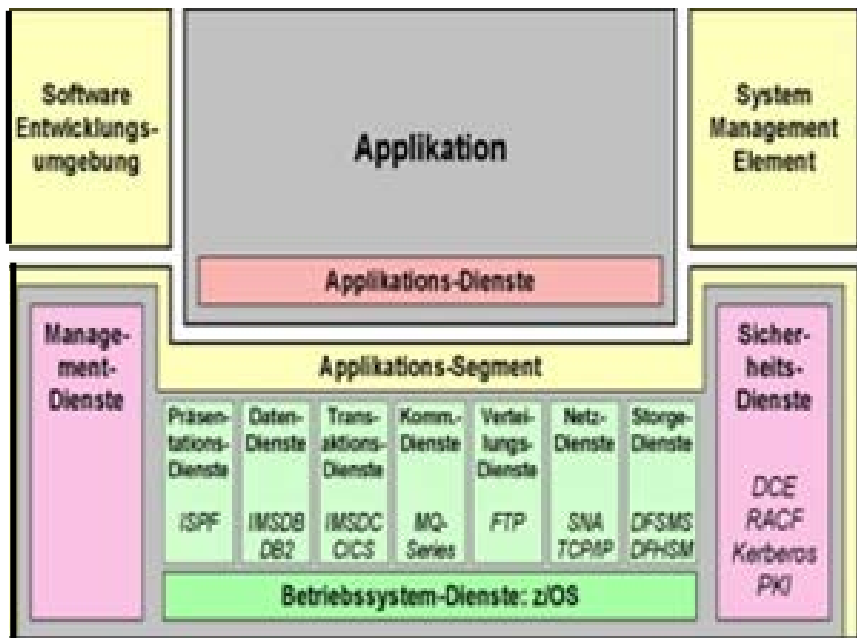 Software
Entwicklungs-
umgebung
Applikation
System
Management
Element
Applikations-Dienste
Manage-
ment-
Dienste
Applikations-Segment
Sicher-
heits-
Dienste
Präsen-
tations-
Dienste
ISPF
Daten-
Dienste
IMSDB
DB2
Trans-
aktions-
Dienste
IMSDC
CICS
Komm.-
Dienste
MQ-
Series
Vertei-
lungs-
Dienste
FTP
Netz-
Dienste
SNA
TCP/IP
Storge-
Dienste
DFSMS
DFHSM
DCE
RACF
Kerberos
PKI
Betriebssystem-Dienste: z/OS